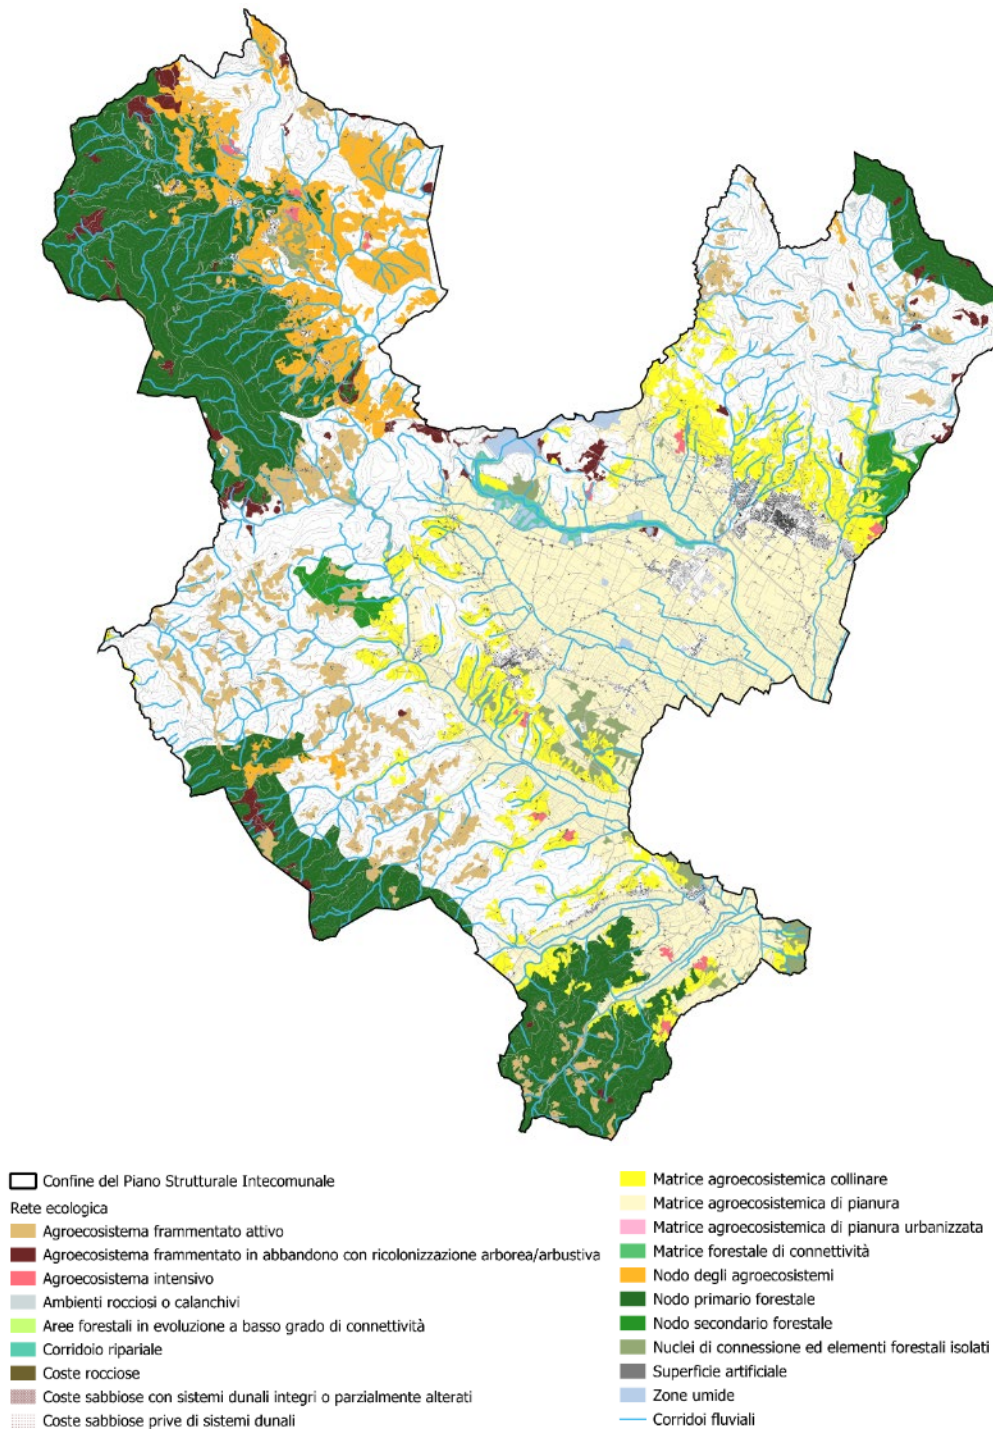 Confine del Piano Strutturale Intecomunale
Rete ecologica
Agroecosistema frammentato attivo
Agroecosistema frammentato in abbandono con ricolonizzazione arborea/arbustiva
Agroecosistema intensivo
Ambienti rocciosi o calanchivi
Aree forestali in evoluzione a basso grado di connettività
Corridoio ripariale
Coste rocciose
Coste sabbiose con sistemi dunali integri o parzialmente alterati
Coste sabbiose prive di sistemi dunali
Matrice agroecosistemica collinare
Matrice agroecosistemica di pianura
Matrice agroecosistemica di pianura urbanizzata
Matrice forestale di connettività
Nodo degli agroecosistemi
Nodo primario forestale
Nodo secondario forestale
Nuclei di connessione ed elementi forestali isolati
Superficie artificiale
Zone umide
Corridoi fluviali